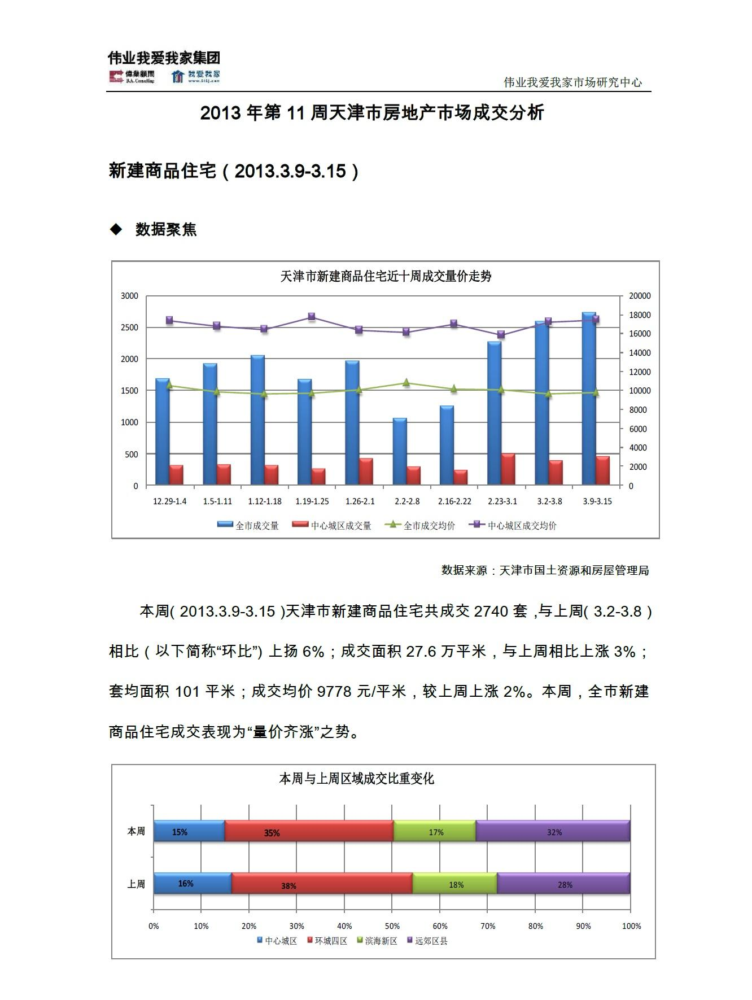 伟业我爱我家集团
偉業顧問 我爱我家
B.A. Consulting www.5i5j.com
伟业我爱我家市场研究中心
2013 年第 11 周天津市房地产市场成交分析
新建商品住宅（2013.3.9-3.15）
◆ 数据聚焦
天津市新建商品住宅近十周成交量价走势
3000 20000
18000
2500
16000
14000
2000
12000
1500 10000
8000
1000
6000
4000
500
2000
0 0
12.29-1.4 1.5-1.11 1.12-1.18 1.19-1.25 1.26-2.1 2.2-2.8 2.16-2.22 2.23-3.1 3.2-3.8 3.9-3.15
全市成交量 中心城区成交量 全市成交均价 中心城区成交均价
数据来源：天津市国土资源和房屋管理局
本周（2013.3.9-3.15）天津市新建商品住宅共成交 2740 套，与上周（3.2-3.8）
相比（以下简称“环比”）上扬 6%；成交面积 27.6 万平米，与上周相比上涨 3%；
套均面积 101 平米；成交均价 9778 元/平米，较上周上涨 2%。本周，全市新建
商品住宅成交表现为“量价齐涨”之势。
本周与上周区域成交比重变化
本周 15% 35% 17% 32%
上周 16% 38% 18% 28%
0% 10% 20% 30% 40% 50% 60% 70% 80% 90% 100%
中心城区 环城四区 滨海新区 远郊区县